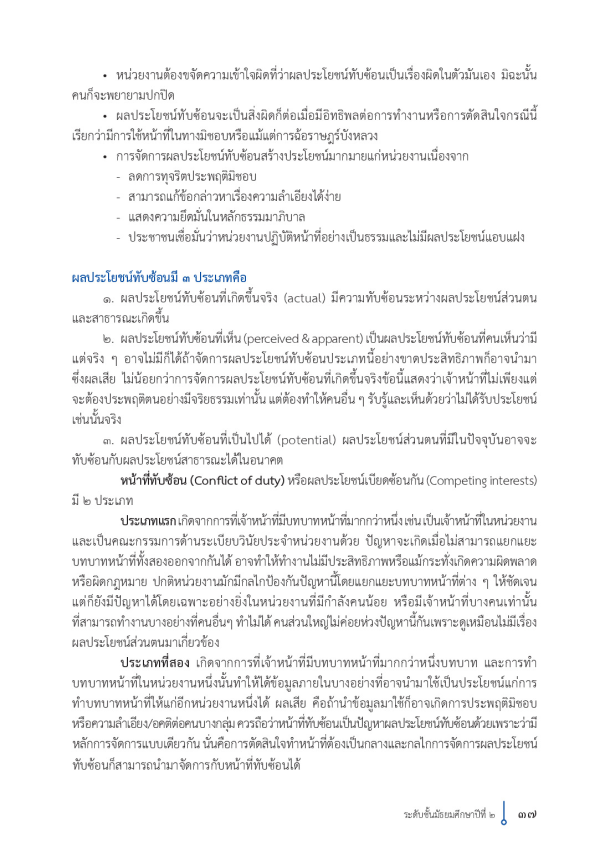 • หน่วยงานต้องขจัดความเข้าใจผิดที่ว่าผลประโยชน์ทับซ้อนเป็นเรื่องผิดในตัวมันเอง มิฉะนั้น
คนก็จะพยายามปกปิด
• ผลประโยชน์ทับซ้อนจะเป็นสิ่งผิดก็ต่อเมื่อมีอิทธิพลต่อการทำงานหรือการตัดสินใจกรณีนี้
เรียกว่ามีการใช้หน้าที่ในทางมิชอบหรือแม้แต่การฉ้อราษฎร์บังหลวง
• การจัดการผลประโยชน์ทับซ้อนสร้างประโยชน์มากมายแก่หน่วยงานเนื่องจาก
- ลดการทุจริตประพฤติมิชอบ
- สามารถแก้ข้อกล่าวหาเรื่องความลำเอียงได้ง่าย
- แสดงความยึดมั่นในหลักธรรมมาภิบาล
- ประชาชนเชื่อมั่นว่าหน่วยงานปฏิบัติหน้าที่อย่างเป็นธรรมและไม่มีผลประโยชน์แอบแฝง
ผลประโยชน์ทับซ้อนมี ๓ ประเภทคือ
๑. ผลประโยชน์ทับซ้อนที่เกิดขึ้นจริง (actual) มีความทับซ้อนระหว่างผลประโยชน์ส่วนตน
และสาธารณะเกิดขึ้น
๒. ผลประโยชน์ทับซ้อนที่เห็น (perceived & apparent) เป็นผลประโยชน์ทับซ้อนที่คนเห็นว่ามี
แต่จริง ๆ อาจไม่มีก็ได้ถ้าจัดการผลประโยชน์ทับซ้อนประเภทนี้อย่างขาดประสิทธิภาพก็อาจนำมา
ซึ่งผลเสีย ไม่น้อยกว่าการจัดการผลประโยชน์ทับซ้อนที่เกิดขึ้นจริงข้อนี้แสดงว่าเจ้าหน้าที่ไม่เพียงแต่
จะต้องประพฤติตนอย่างมีจริยธรรมเท่านั้น แต่ต้องทำให้คนอื่น ๆ รับรู้และเห็นด้วยว่าไม่ได้รับประโยชน์
เช่นนั้นจริง
๓. ผลประโยชน์ทับซ้อนที่เป็นไปได้ (potential) ผลประโยชน์ส่วนตนที่มีในปัจจุบันอาจจะ
ทับซ้อนกับผลประโยชน์สาธารณะได้ในอนาคต
หน้าที่ทับซ้อน (Conflict of duty) หรือผลประโยชน์เบียดซ้อนกัน (Competing interests)
มี ๒ ประเภท
ประเภทแรก เกิดจากการที่เจ้าหน้าที่มีบทบาทหน้าที่มากกว่าหนึ่ง เช่น เป็นเจ้าหน้าที่ในหน่วยงาน
และเป็นคณะกรรมการด้านระเบียบวินัยประจำหน่วยงานด้วย ปัญหาจะเกิดเมื่อไม่สามารถแยกแยะ
บทบาทหน้าที่ทั้งสองออกจากกันได้ อาจทำให้ทำงานไม่มีประสิทธิภาพหรือแม้กระทั่งเกิดความผิดพลาด
หรือผิดกฎหมาย ปกติหน่วยงานมักมีกลไกป้องกันปัญหานี้โดยแยกแยะบทบาทหน้าที่ต่าง ๆ ให้ชัดเจน
แต่ก็ยังมีปัญหาได้โดยเฉพาะอย่างยิ่งในหน่วยงานที่มีกำลังคนน้อย หรือมีเจ้าหน้าที่บางคนเท่านั้น
ที่สามารถทำงานบางอย่างที่คนอื่นๆ ทำไม่ได้ คนส่วนใหญ่ไม่ค่อยห่วงปัญหานี้กันเพราะดูเหมือนไม่มีเรื่อง
ผลประโยชน์ส่วนตนมาเกี่ยวข้อง
ประเภทที่สอง เกิดจากการที่เจ้าหน้าที่มีบทบาทหน้าที่มากกว่าหนึ่งบทบาท และการทำ
บทบาทหน้าที่ในหน่วยงานหนึ่งนั้นทำให้ได้ข้อมูลภายในบางอย่างที่อาจนำมาใช้เป็นประโยชน์แก่การ
ทำบทบาทหน้าที่ให้แก่อีกหน่วยงานหนึ่งได้ ผลเสีย คือถ้านำข้อมูลมาใช้ก็อาจเกิดการประพฤติมิชอบ
หรือความลำเอียง/อคติต่อคนบางกลุ่ม ควรถือว่าหน้าที่ทับซ้อนเป็นปัญหาผลประโยชน์ทับซ้อนด้วยเพราะว่ามี
หลักการจัดการแบบเดียวกัน นั่นคือการตัดสินใจทำหน้าที่ต้องเป็นกลางและกลไกการจัดการผลประโยชน์
ทับซ้อนก็สามารถนำมาจัดการกับหน้าที่ทับซ้อนได้
ระดับชั้นมัธยมศึกษาปีที่ ๒
๓๗